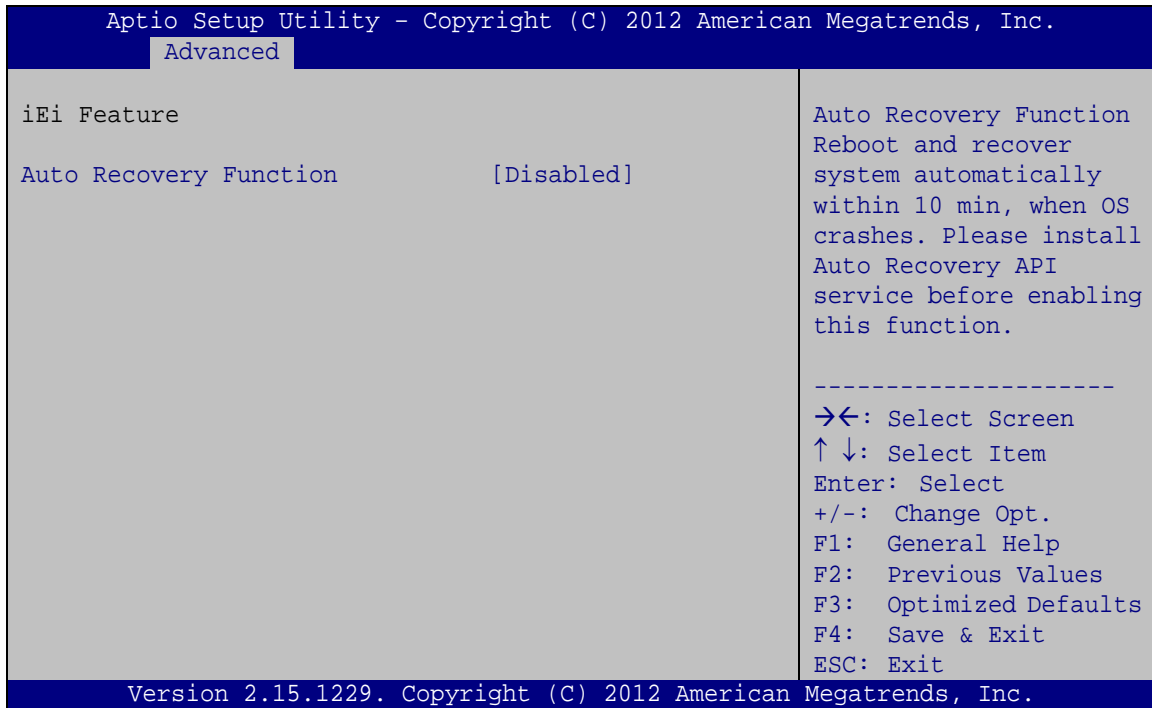 Aptio Setup Utility – Copyright (C) 2012 American Megatrends, Inc.
Advanced
iEi Feature
Auto Recovery Function [Disabled]
Auto Recovery Function
Reboot and recover
system automatically
within 10 min, when OS
crashes. Please install
Auto Recovery API
service before enabling
this function.
---------------------
→←: Select Screen
↑ ↓: Select Item
Enter: Select
+/-: Change Opt.
F1: General Help
F2: Previous Values
F3: Optimized Defaults
F4: Save & Exit
ESC: Exit
Version 2.15.1229. Copyright (C) 2012 American Megatrends, Inc.